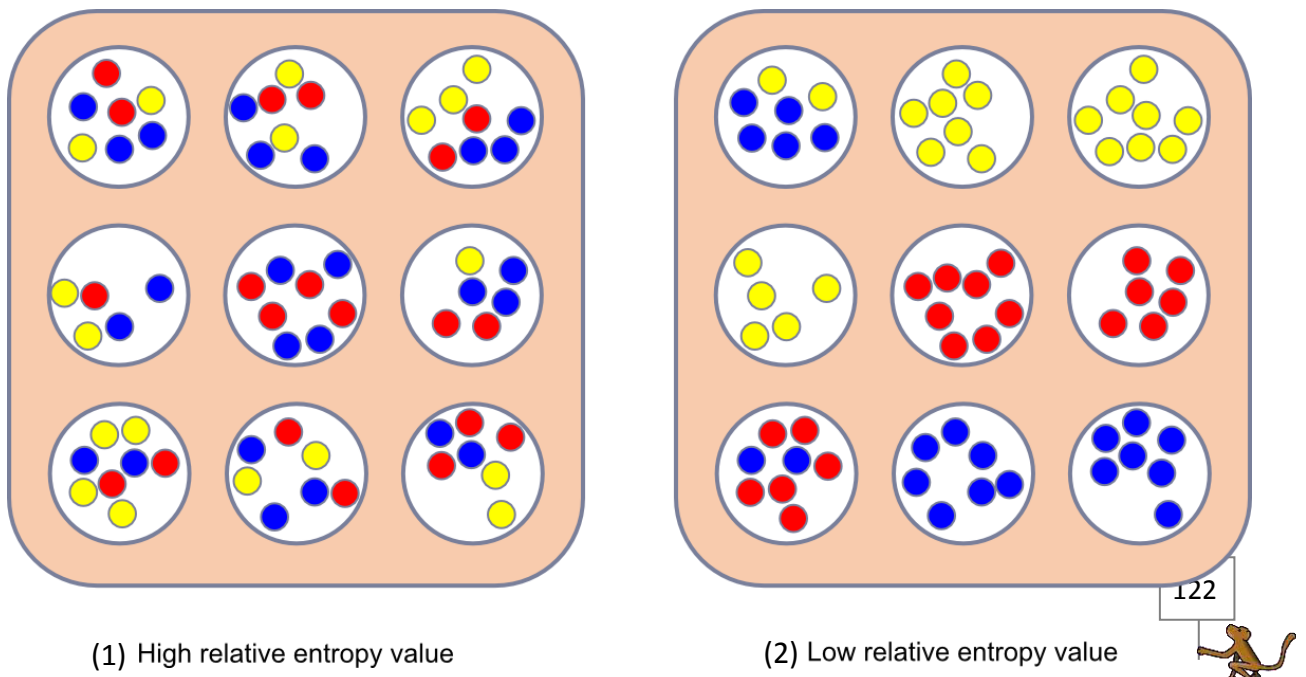 122
(1) High relative entropy value
(2) Low relative entropy value